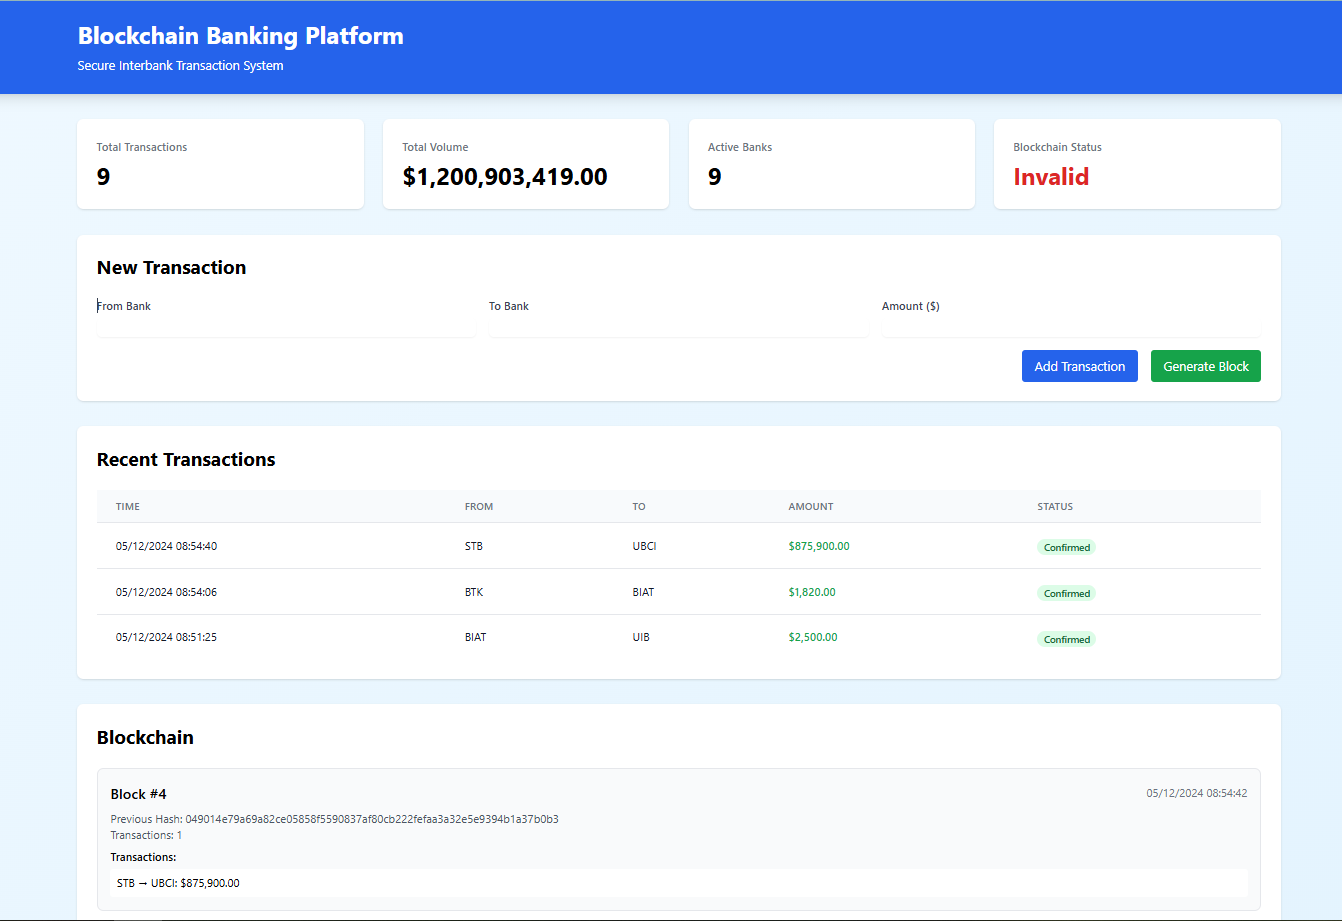 Blockchain Banking Platform
Secure Interbank Transaction System
Total Transactions
9
Total Volume
$1,200,903,419.00
Active Banks
9
Blockchain Status
Invalid
New Transaction
From Bank To Bank Amount ($)
Add Transaction Generate Block
Recent Transactions
TIME FROM TO AMOUNT STATUS
05/12/2024 08:54:40 STB UBCI $875,900.00 Confirmed
05/12/2024 08:54:06 BTK BIAT $1,820.00 Confirmed
05/12/2024 08:51:25 BIAT UIB $2,500.00 Confirmed
Blockchain
Block #4 05/12/2024 08:54:42
Previous Hash: 049014e79a69a82ce05858f5590837af80cb222fefaa3a32e5e9394b1a37b0b3
Transactions: 1
Transactions:
STB → UBCI: $875,900.00